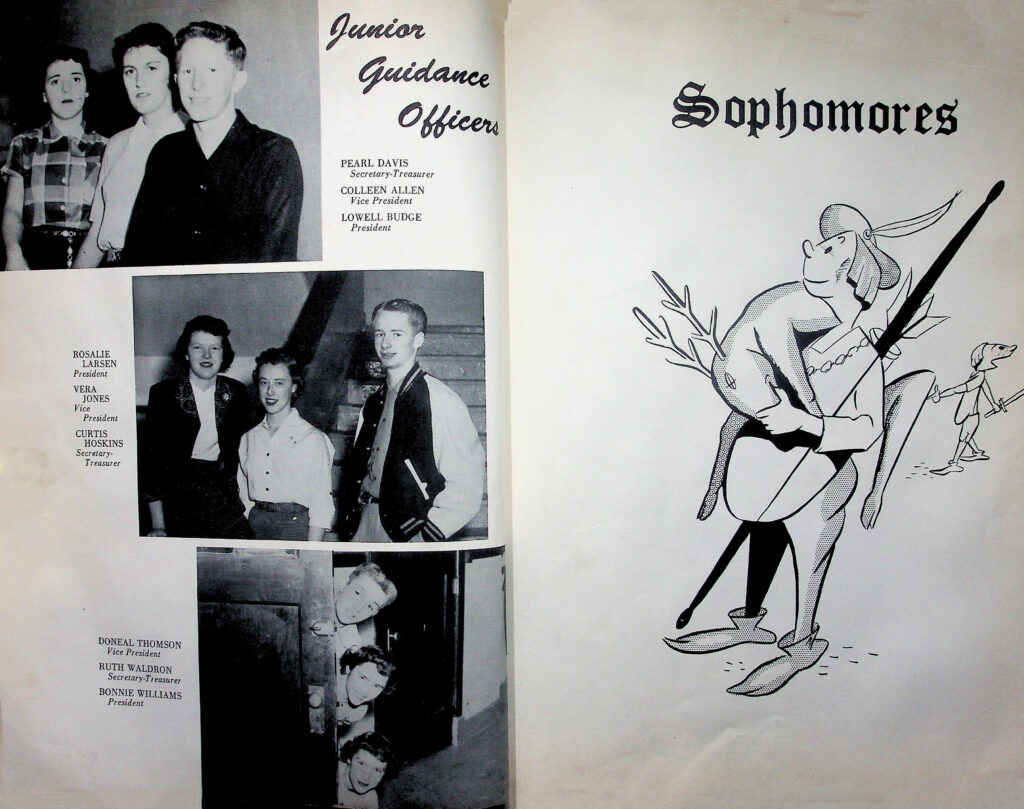 Junior
Guidance
Officers
PEARL DAVIS
Secretary-Treasurer
COLLEEN ALLEN
Vice President
LOWELL BUDGE
President
ROSALIE
LARSEN
President
VERA
JONES
Vice
President
CURTIS
HOSKINS
Secretary-
Treasurer
DONEAL THOMSON
Vice President
RUTH WALDRON
Secretary-Treasurer
BONNIE WILLIAMS
President
Sophomores